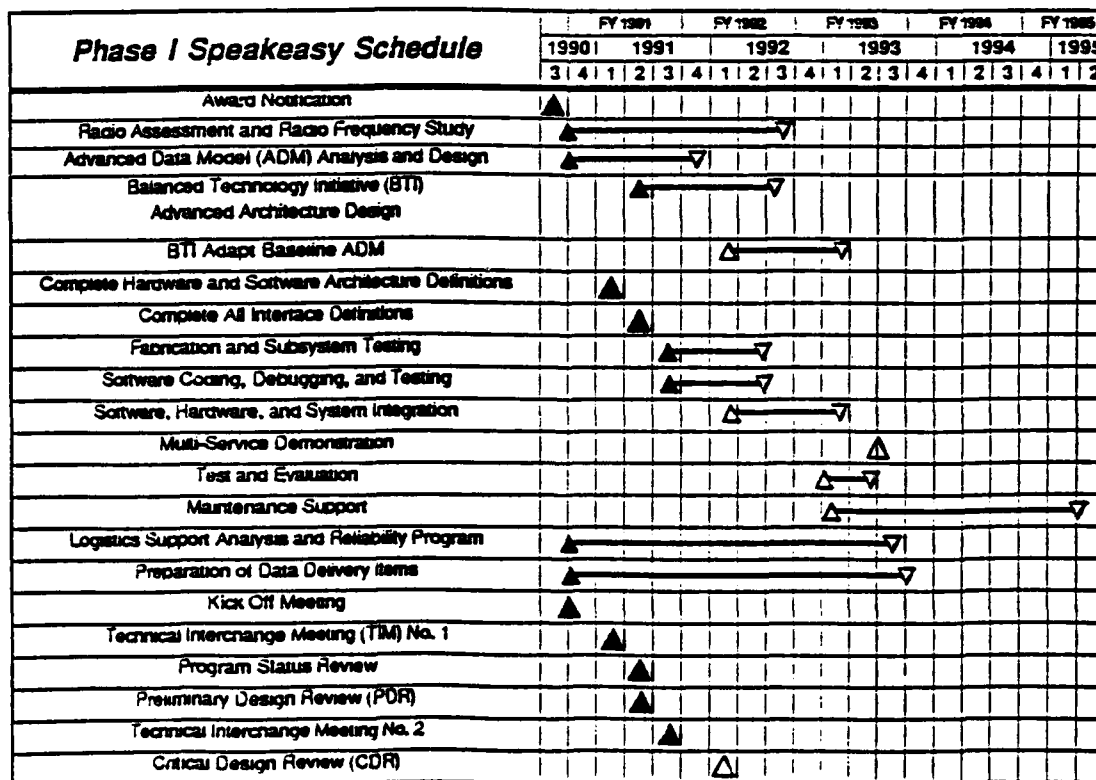 Phase I Speakeasy Schedule
FY 1991 FY 1992 FY 1993 FY 1994 FY 1995
1990 1991 1992 1993 1994 1995
3 4 1 2 3 4 1 2 3 4 1 2 3 4 1 2 3 4 1 2
Award Notification
Radio Assessment and Radio Frequency Study
Advanced Data Model (ADM) Analysis and Design
Balanced Technology Initiative (BTI)
Advanced Architecture Design
BTI Adapt Baseline ADM
Complete Hardware and Software Architecture Definitions
Complete All Interface Definitions
Fabrication and Subsystem Testing
Software Coding, Debugging, and Testing
Software, Hardware, and System Integration
Multi-Service Demonstration
Test and Evaluation
Maintenance Support
Logistics Support Analysis and Reliability Program
Preparation of Data Delivery Items
Kick Off Meeting
Technical Interchange Meeting (TIM) No. 1
Program Status Review
Preliminary Design Review (PDR)
Technical Interchange Meeting No. 2
Critical Design Review (CDR)